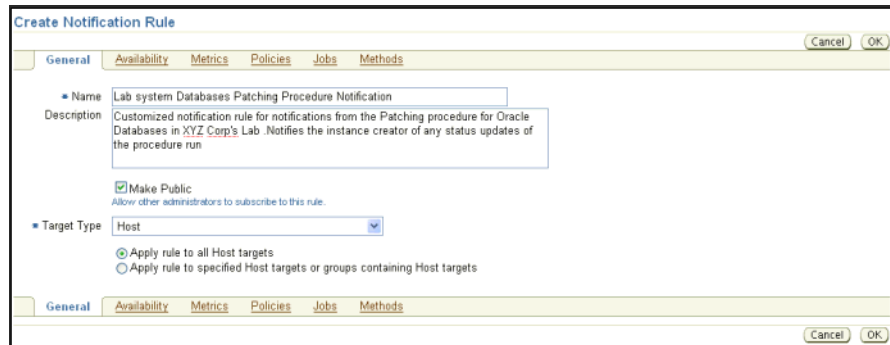 Create Notification Rule
Cancel OK
General Availability Metrics Policies Jobs Methods
* Name Lab system Databases Patching Procedure Notification
Description Customized notification rule for notifications from the Patching procedure for Oracle
Databases in XYZ Corp's Lab .Notifies the instance creator of any status updates of
the procedure run
Make Public
Allow other administrators to subscribe to this rule.
* Target Type Host
Apply rule to all Host targets
Apply rule to specified Host targets or groups containing Host targets
General Availability Metrics Policies Jobs Methods
Cancel OK